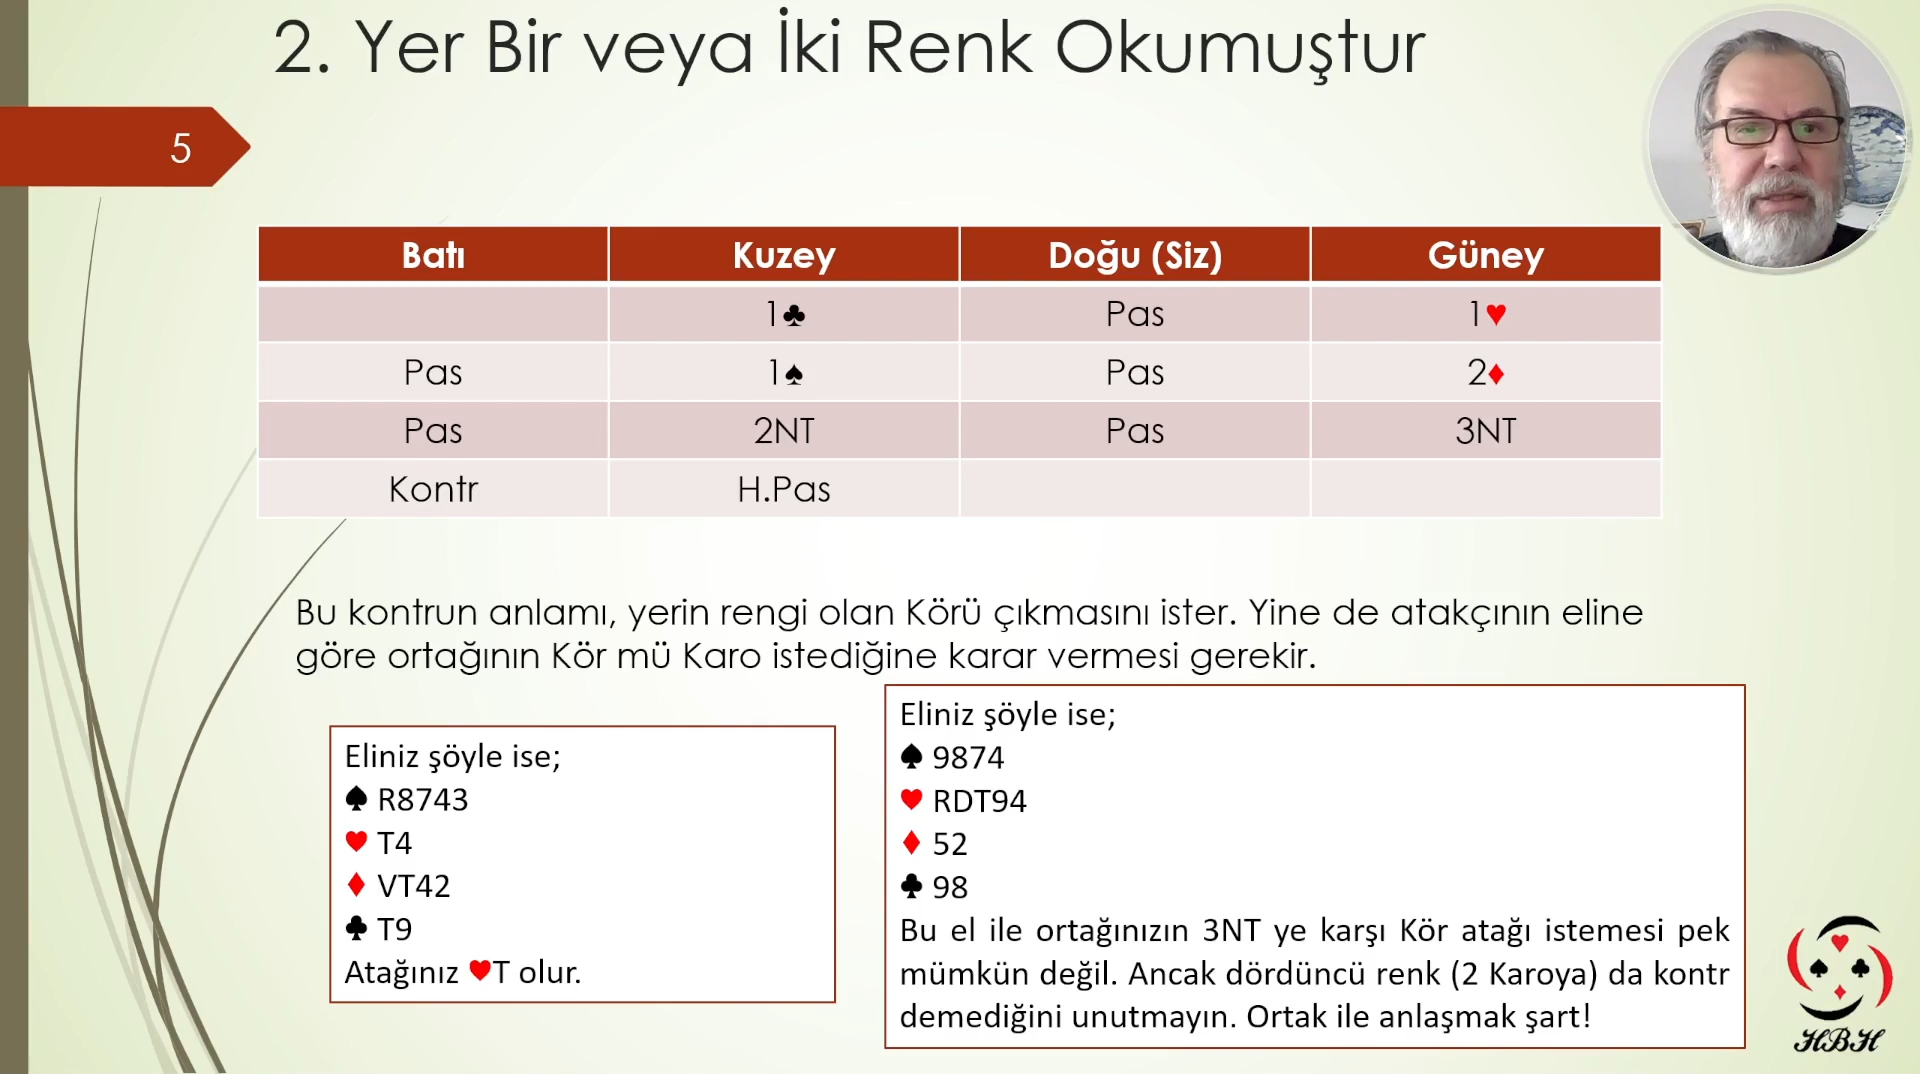 2. Yer Bir veya İki Renk Okumuştur
5
Batı Kuzey Doğu (Siz) Güney
1♣ Pas 1♥
Pas 1♠ Pas 2♦
Pas 2NT Pas 3NT
Kontr H.Pas
Bu kontrun anlamı, yerin rengi olan Körü çıkmasını ister. Yine de atakçının eline
göre ortağının Kör mü Karo istediğine karar vermesi gerekir.
Eliniz şöyle ise;
♠ R8743
♥ T4
♦ VT42
♣ T9
Atağınız ♥T olur.
Eliniz şöyle ise;
♠ 9874
♥ RDT94
♦ 52
♣ 98
Bu el ile ortağınızın 3NT ye karşı Kör atağı istemesi pek
mümkün değil. Ancak dördüncü renk (2 Karoya) da kontr
demediğini unutmayın. Ortak ile anlaşmak şart!
HBH